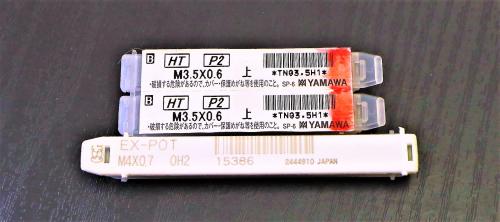 B HT P2
M3.5X0.6 上 *TN03.5H1*
・破損する危険があるので、カバー・保護めがね等を使用のこと。 SP-6 YAMAWA
B HT P2
M3.5X0.6 上 *TN03.5H1*
・破損する危険があるので、カバー・保護めがね等を使用のこと。 SP-6 YAMAWA
EX-POT
M4X0.7 OH2 15386 2444910 JAPAN